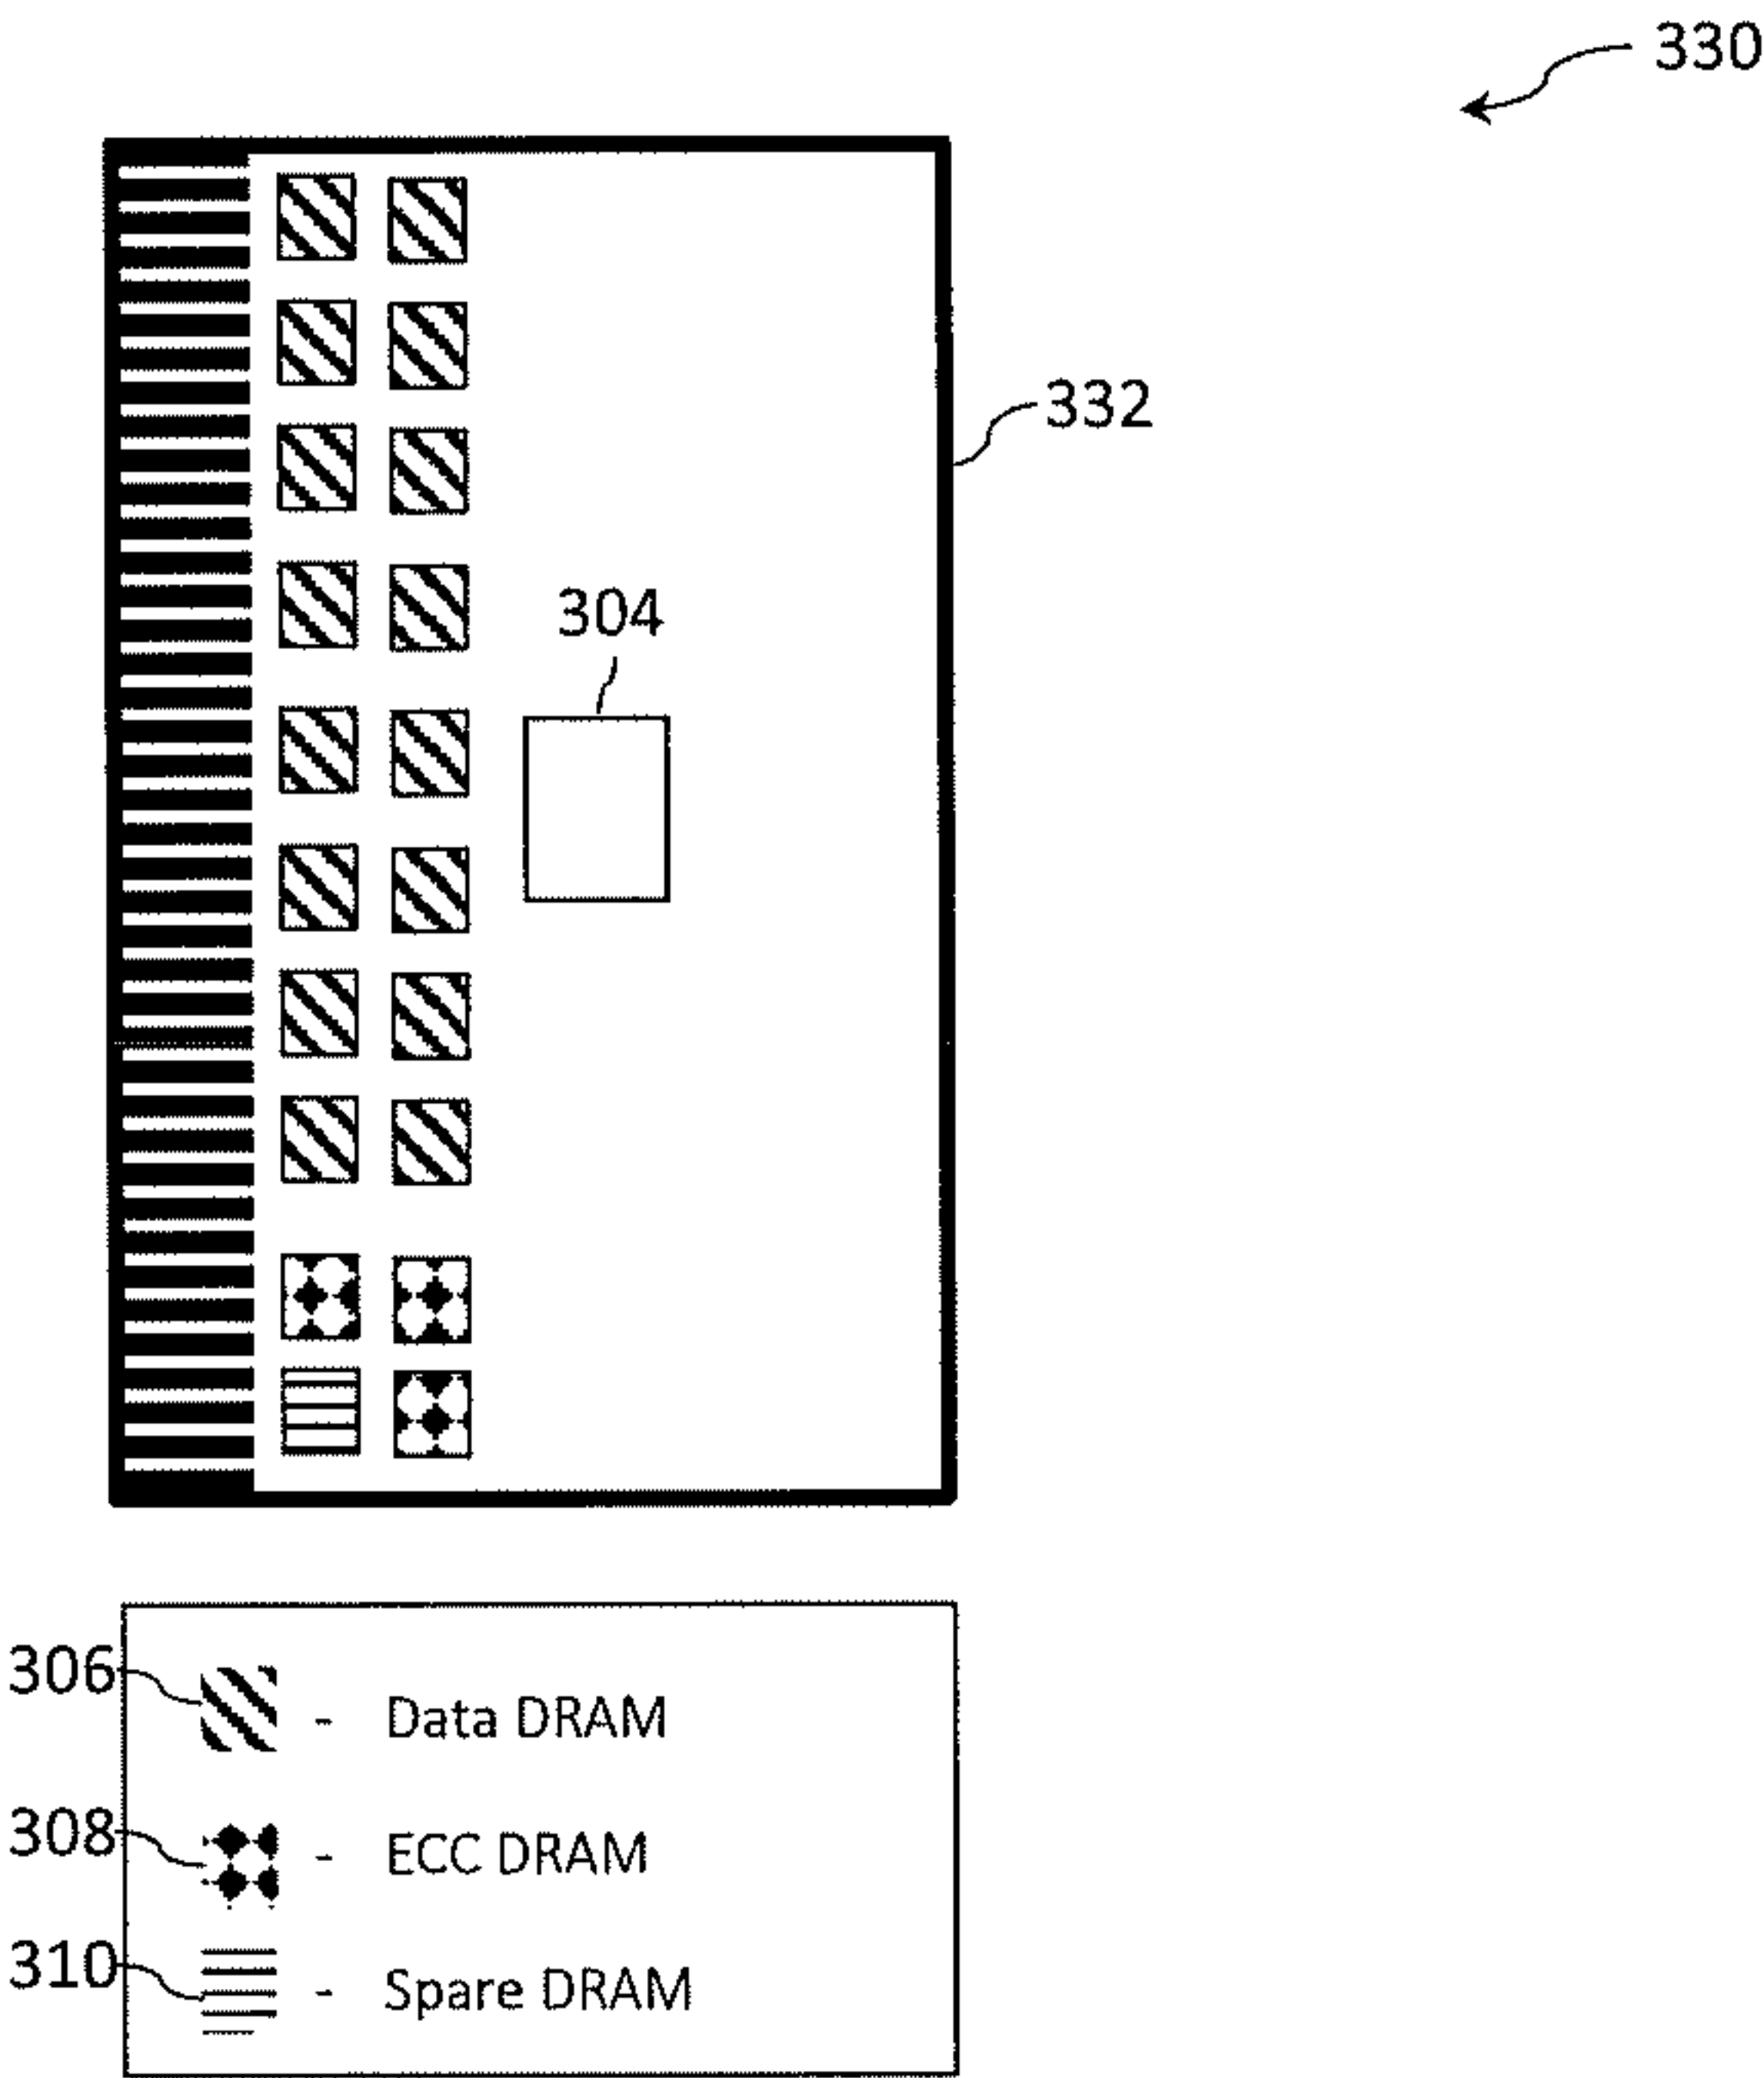 330
332
304
306 - Data DRAM
308 - ECC DRAM
310 - Spare DRAM